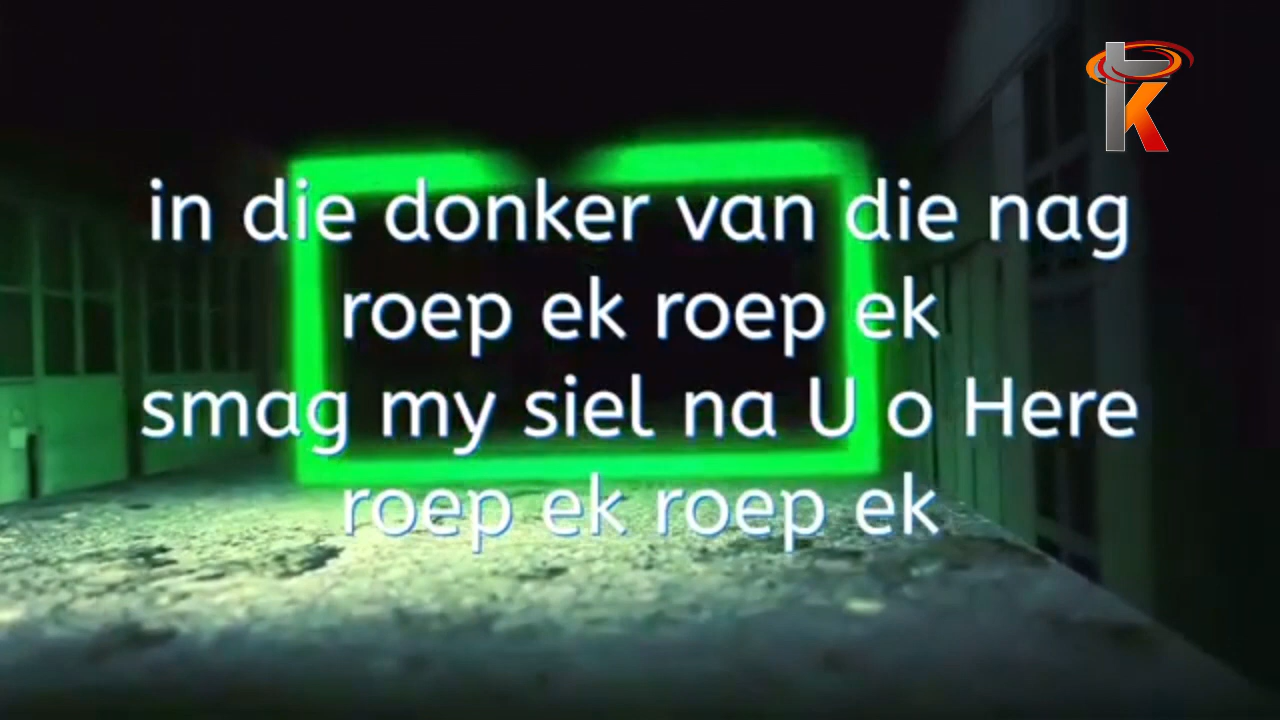 in die donker van die nag
roep ek roep ek
smag my siel na U o Here
roep ek roep ek